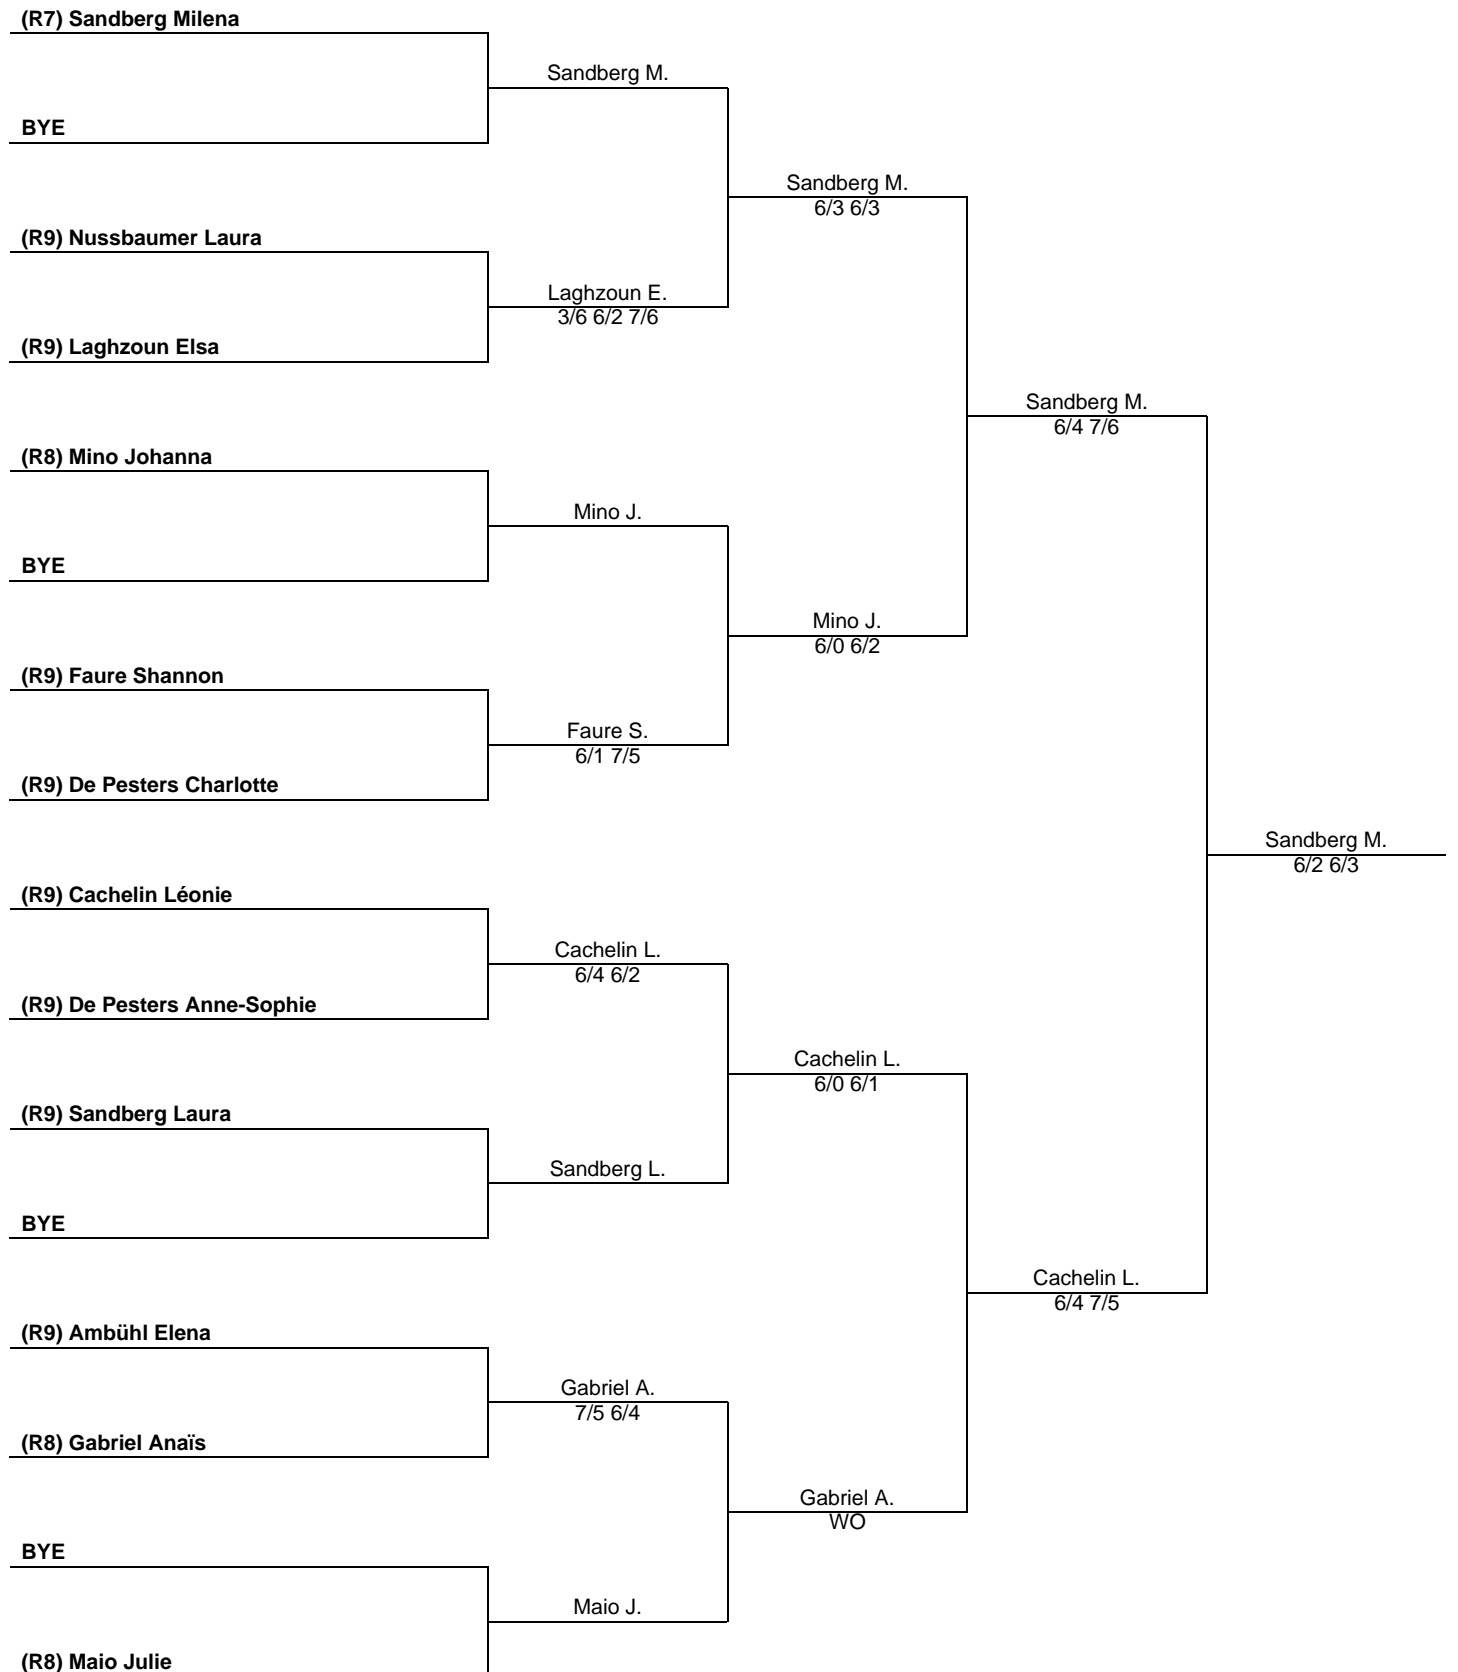 (R7) Sandberg Milena
Sandberg M.
BYE
Sandberg M.
6/3 6/3
(R9) Nussbaumer Laura
Laghzoun E.
3/6 6/2 7/6
(R9) Laghzoun Elsa
Sandberg M.
6/4 7/6
(R8) Mino Johanna
Mino J.
BYE
Mino J.
6/0 6/2
(R9) Faure Shannon
Faure S.
6/1 7/5
(R9) De Pesters Charlotte
Sandberg M.
6/2 6/3
(R9) Cachelin Léonie
Cachelin L.
6/4 6/2
(R9) De Pesters Anne-Sophie
Cachelin L.
6/0 6/1
(R9) Sandberg Laura
Sandberg L.
BYE
Cachelin L.
6/4 7/5
(R9) Ambühl Elena
Gabriel A.
7/5 6/4
(R8) Gabriel Anaïs
Gabriel A.
WO
BYE
Maio J.
(R8) Maio Julie